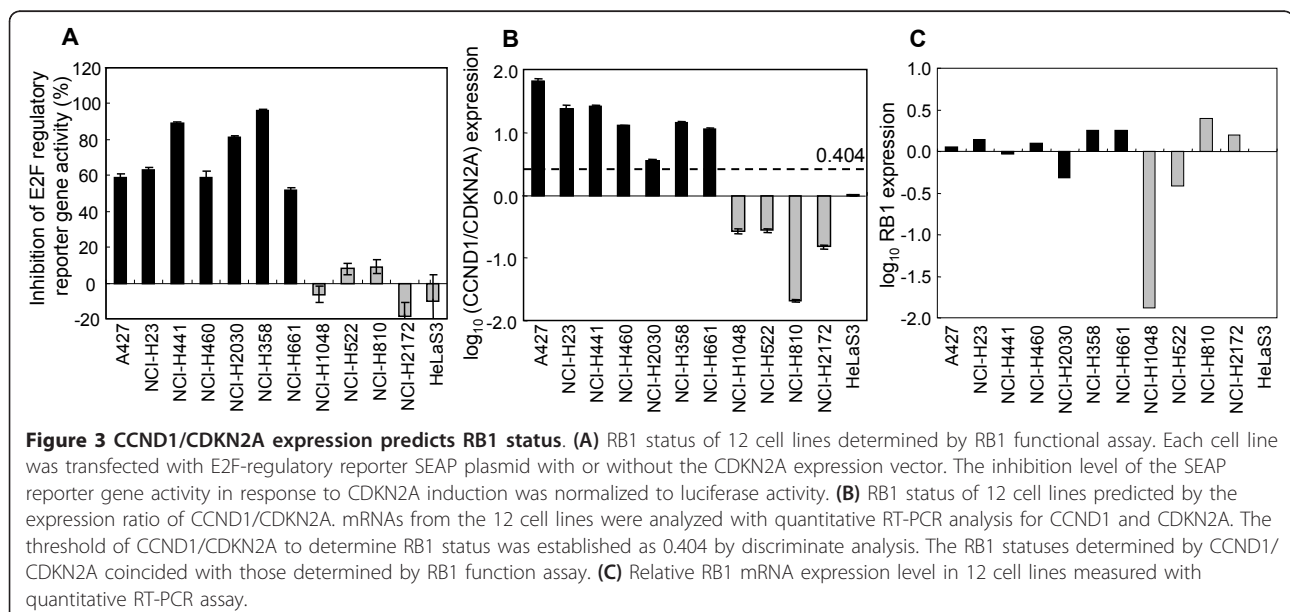 A
Inhibition of E2F regulatory
reporter gene activity (%)
120
100
80
60
40
20
0
-20
A427
NCI-H23
NCI-H441
NCI-H460
NCI-H2030
NCI-H358
NCI-H661
NCI-H1048
NCI-H522
NCI-H810
NCI-H2172
HeLaS3
B
log10 (CCND1/CDKN2A) expression
2.0
1.0
0.0
-1.0
2.0
0.404
A427
NCI-H23
NCI-H441
NCI-H460
NCI-H2030
NCI-H358
NCI-H661
NCI-H1048
NCI-H522
NCI-H810
NCI-H2172
HeLaS3
C
log10 RB1 expression
1.0
0.5
0.0
-0.5
-1.0
-1.5
-2.0
A427
NCI-H23
NCI-H441
NCI-H460
NCI-H2030
NCI-H358
NCI-H661
NCI-H1048
NCI-H522
NCI-H810
NCI-H2172
HeLaS3
Figure 3 CCND1/CDKN2A expression predicts RB1 status. (A) RB1 status of 12 cell lines determined by RB1 functional assay. Each cell line
was transfected with E2F-regulatory reporter SEAP plasmid with or without the CDKN2A expression vector. The inhibition level of the SEAP
reporter gene activity in response to CDKN2A induction was normalized to luciferase activity. (B) RB1 status of 12 cell lines predicted by the
expression ratio of CCND1/CDKN2A. mRNAs from the 12 cell lines were analyzed with quantitative RT-PCR analysis for CCND1 and CDKN2A. The
threshold of CCND1/CDKN2A to determine RB1 status was established as 0.404 by discriminate analysis. The RB1 statuses determined by CCND1/
CDKN2A coincided with those determined by RB1 function assay. (C) Relative RB1 mRNA expression level in 12 cell lines measured with
quantitative RT-PCR assay.